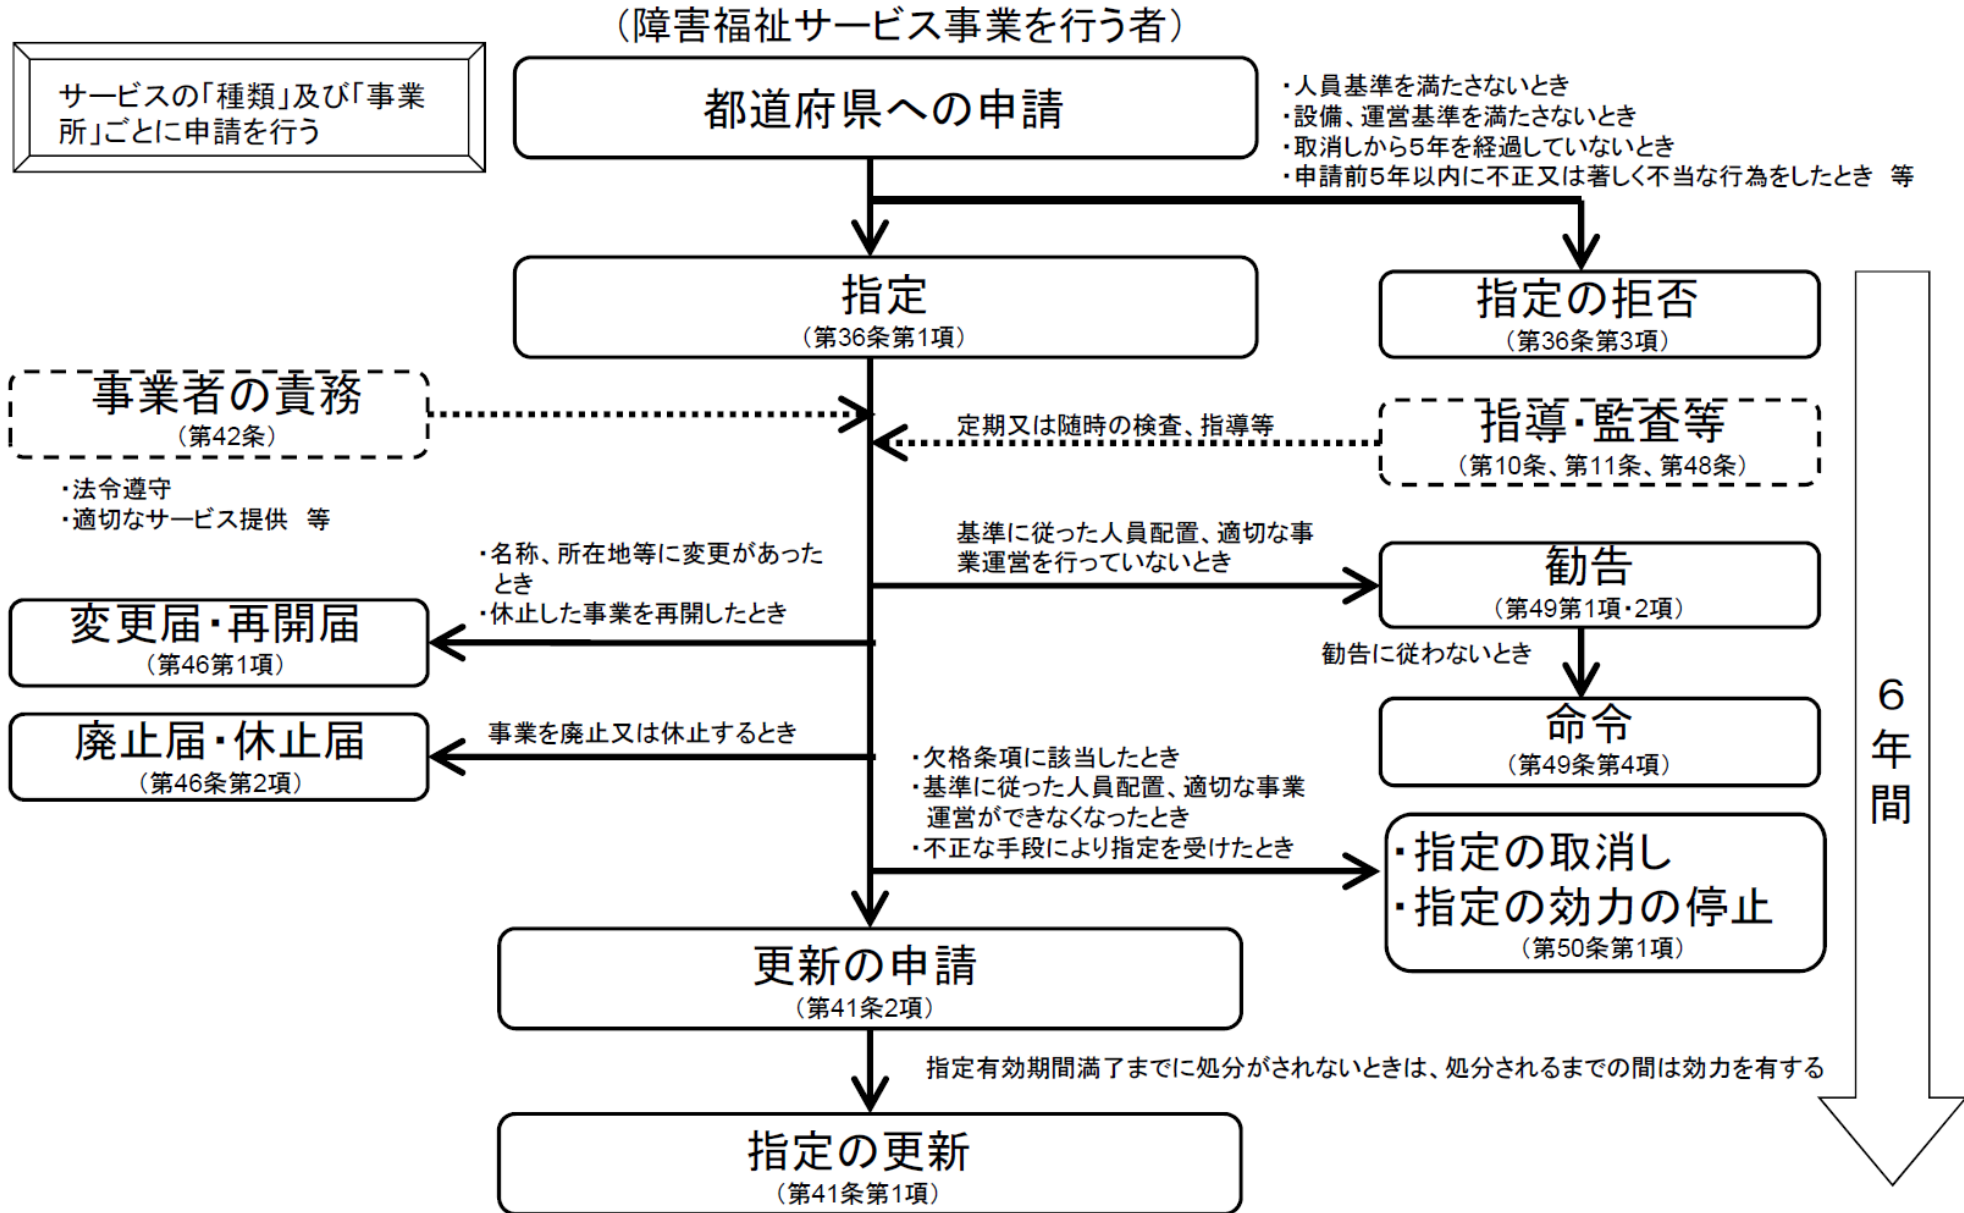 （障害福祉サービス事業を行う者）
サービスの「種類」及び「事業
所」ごとに申請を行う
都道府県への申請
・人員基準を満たさないとき
・設備、運営基準を満たさないとき
・取消しから5年を経過していないとき
・申請前５年以内に不正又は著しく不当な行為をしたとき　等
指定
（第36条第1項）
指定の拒否
（第36条第3項）
事業者の責務
（第42条）
・法令遵守
・適切なサービス提供　等
定期又は随時の検査、指導等
指導・監査等
（第10条、第11条、第48条）
・名称、所在地等に変更があった
とき
・休止した事業を再開したとき
変更届・再開届
（第46第1項）
基準に従った人員配置、適切な事
業運営を行っていないとき
勧告
（第49第1項・2項）
勧告に従わないとき
命令
（第49条第4項）
廃止届・休止届
（第46条第2項）
事業を廃止又は休止するとき
・欠格条項に該当したとき
・基準に従った人員配置、適切な事業
運営ができなくなったとき
・不正な手段により指定を受けたとき
・指定の取消し
・指定の効力の停止
（第50条第1項）
更新の申請
（第41条2項）
指定有効期間満了までに処分がされないときは、処分されるまでの間は効力を有する
指定の更新
（第41条第1項）
６年間